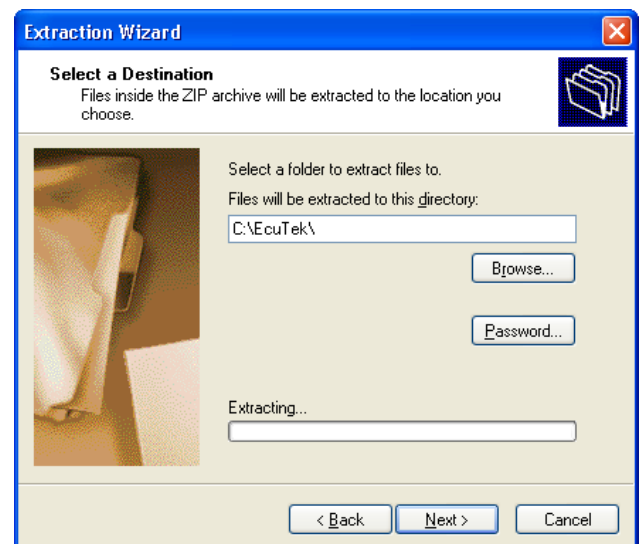 Extraction Wizard
Select a Destination
Files inside the ZIP archive will be extracted to the location you
choose.
Select a folder to extract files to.
Files will be extracted to this directory:
C:\EcuTek\
Browse...
Password...
Extracting...
< Back
Next >
Cancel